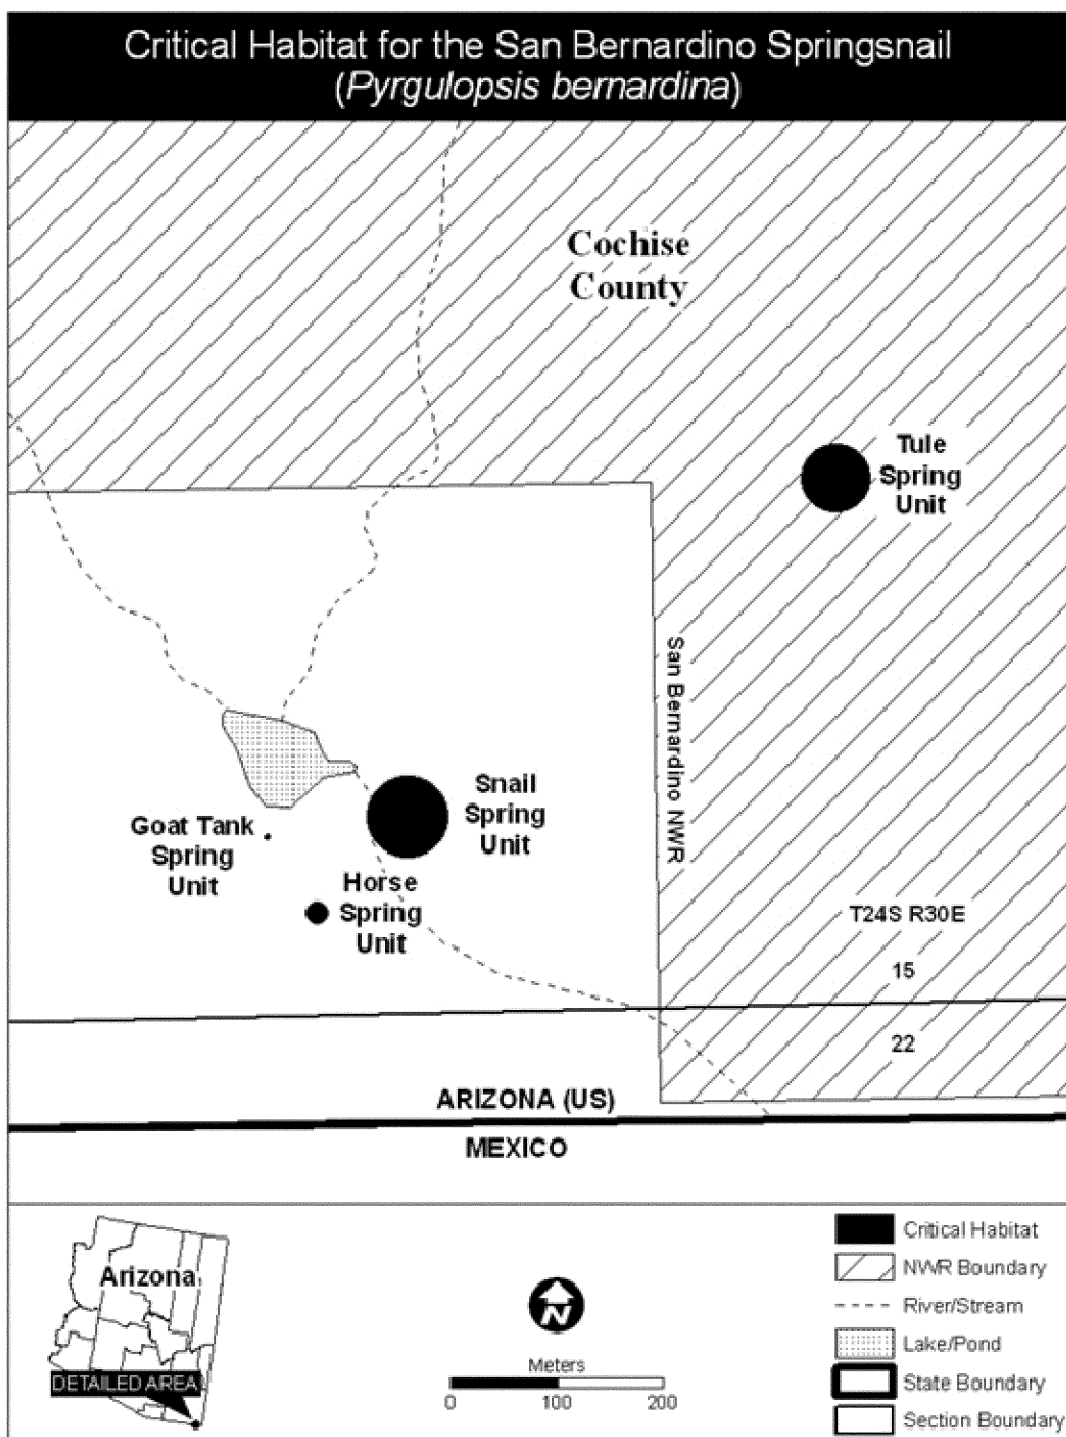 Critical Habitat for the San Bernardino Springsnail
(Pyrgulopsis bernardina)
Cochise
County
Tule
Spring
Unit
San Bernardino NWR
Snail
Spring
Unit
Goat Tank
Spring
Unit
Horse
Spring
Unit
T24S R30E
15
22
ARIZONA (US)
MEXICO
Arizona
DETAILED AREA
N
Meters
0 100 200
Critical Habitat
NWR Boundary
River/Stream
Lake/Pond
State Boundary
Section Boundary